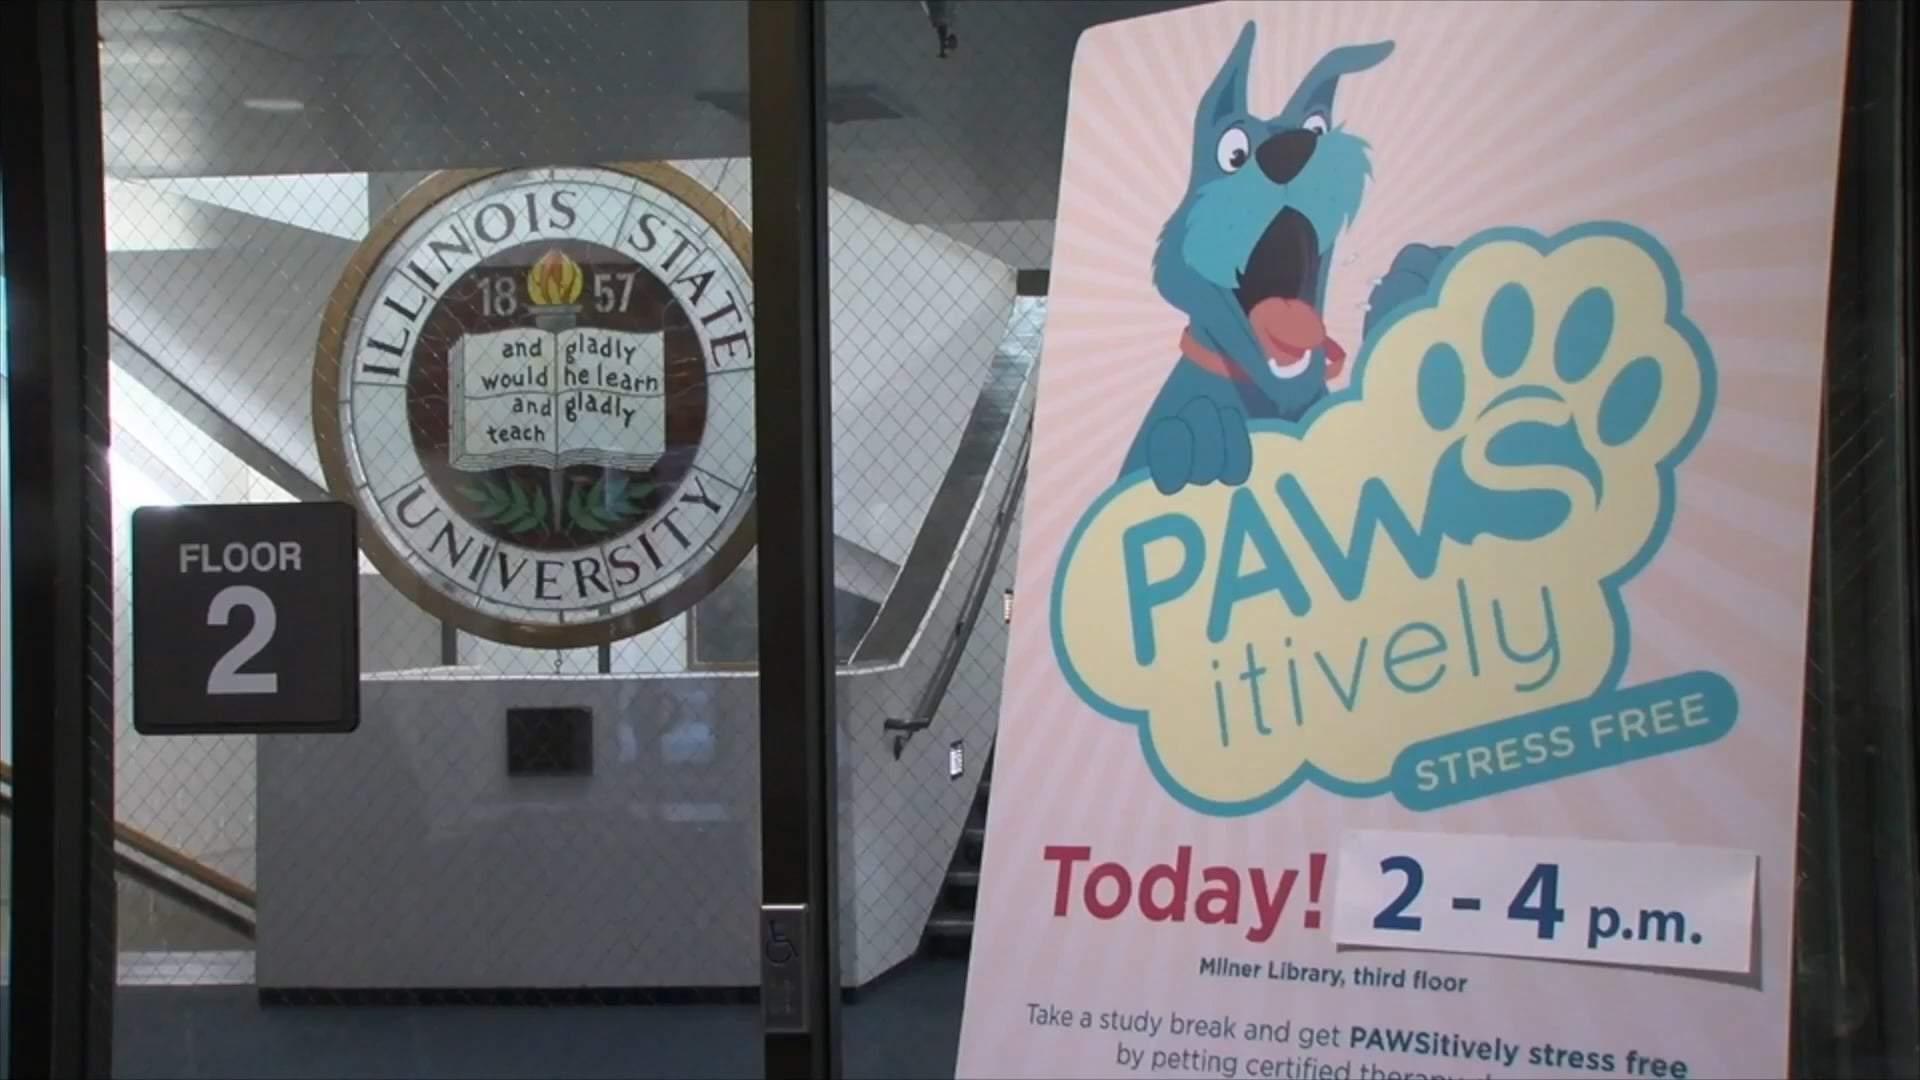 ILLINOIS STATE
18 57
and gladly
would he learn
and gladly
teach
UNIVERSITY
FLOOR
2
PAWS
itively
STRESS FREE
Today! 2 - 4 p.m.
Milner Library, third floor
Take a study break and get PAWSitively stress free
by petting certified therapy